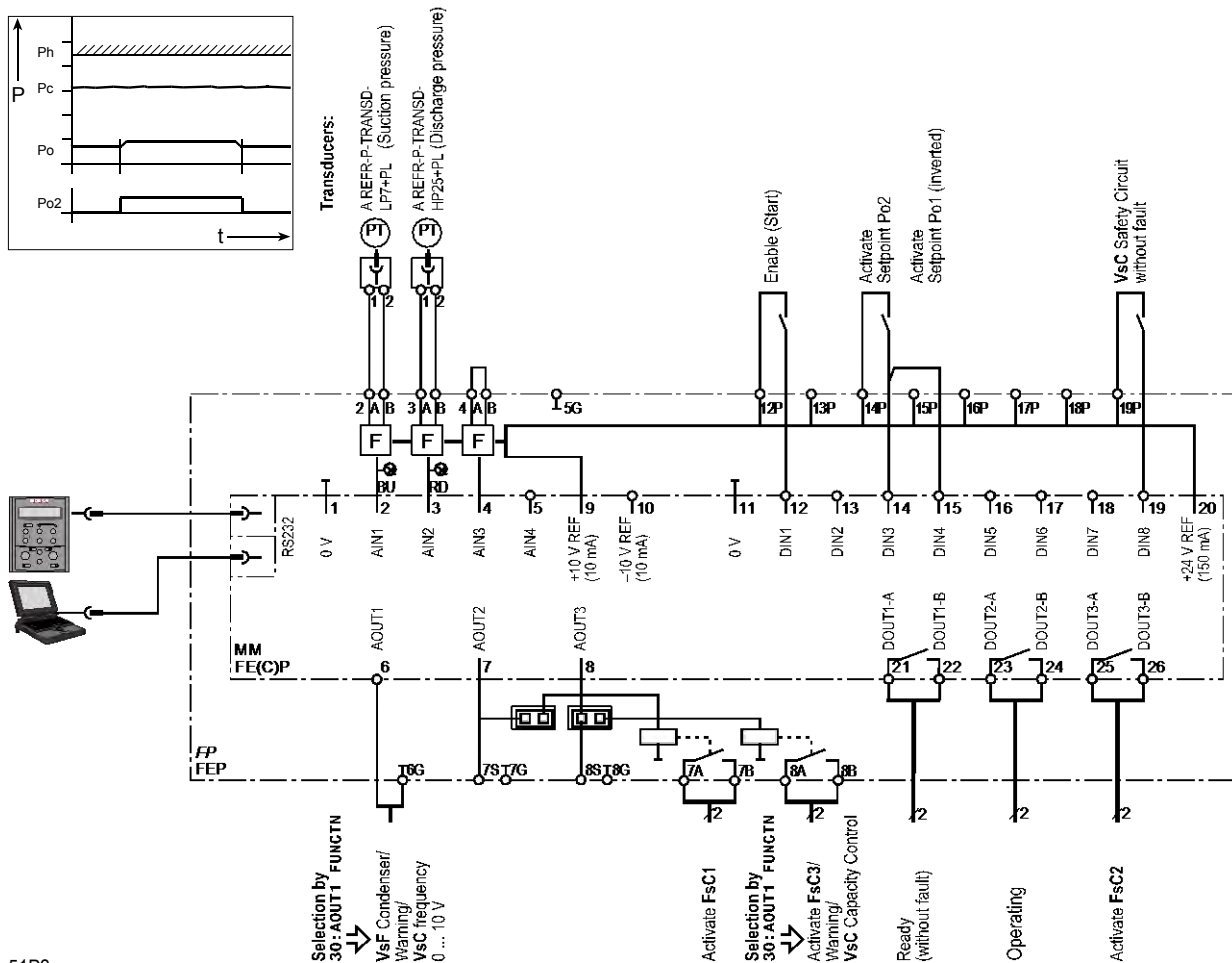 P
Ph
Pc
Po
Po2
t
Transducers:
A REFR-P-TRANSD-
LP7+PL (Suction pressure)
A REFR-P-TRANSD-
HP25+PL (Discharge pressure)
PT
PT
1 2
1 2
Enable (Start)
Activate
Setpoint Po2
Activate
Setpoint Po1 (inverted)
VsC Safety Circuit
without fault
2 A B
3 A B
4 A B
5G
12P
13P
14P
15P
16P
17P
18P
19P
F
F
F
BU
RD
1
2
3
4
5
9
10
11
12
13
14
15
16
17
18
19
20
RS232
0 V
AIN1
AIN2
AIN3
AIN4
+10 V REF
(10 mA)
–10 V REF
(10 mA)
0 V
DIN1
DIN2
DIN3
DIN4
DIN5
DIN6
DIN7
DIN8
+24 V REF
(150 mA)
AOUT1
AOUT2
AOUT3
DOUT1-A
DOUT1-B
DOUT2-A
DOUT2-B
DOUT3-A
DOUT3-B
MM
FE(C)P
6
7
8
21
22
23
24
25
26
FP
FEP
6G
7S
7G
8S
8G
7A
7B
8A
8B
2
2
2
2
2
Selection by
30:AOUT1 FUNCTN
VsF Condenser/
Warning/
VsC frequency
0 ... 10 V
Activate FsC1
Selection by
30:AOUT1 FUNCTN
Activate FsC3/
Warning/
VsC Capacity Control
Ready
(without fault)
Operating
Activate FsC2